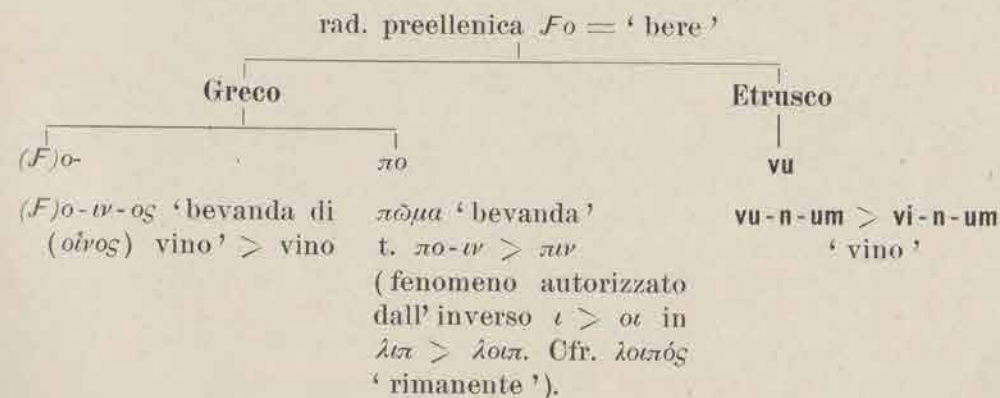 rad. preellenica Ϝο = ‘ bere ’
Greco
Etrusco
(Ϝ)ο-
πο
vu
(Ϝ)ο-ιν-ος ‘bevanda di
(οἶνος) vino’ > vino
πῶμα ‘ bevanda ’
t. πο-ιν > πιν
( fenomeno autorizzato
dall’ inverso ι > οι in
λιπ > λοιπ. Cfr. λοιπός
‘ rimanente ’).
vu-n-um > vi-n-um
‘ vino ’